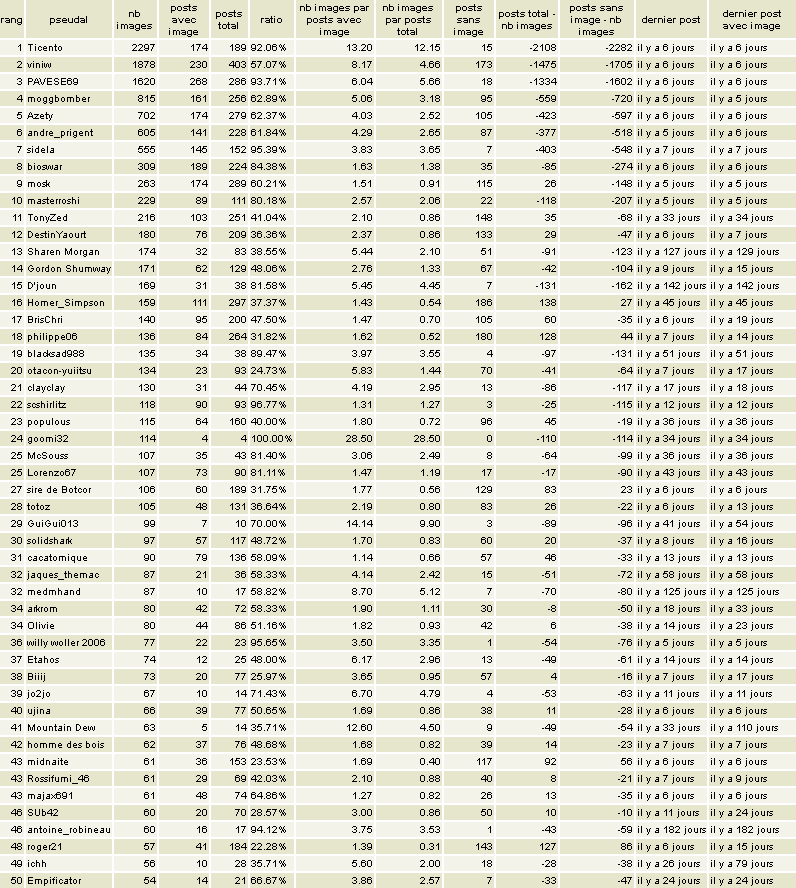 rang pseudal nb images posts avec image posts total ratio nb images par posts avec image nb images par posts total posts sans image posts total - nb images posts sans image - nb images dernier post dernier post avec image
1 Ticento 2297 174 189 92.06% 13.20 12.15 15 -2108 -2282 il y a 6 jours il y a 6 jours
2 viniw 1878 230 403 57.07% 8.17 4.66 173 -1475 -1705 il y a 6 jours il y a 6 jours
3 PAVESE69 1620 268 286 93.71% 6.04 5.66 18 -1334 -1602 il y a 6 jours il y a 6 jours
4 moggbomber 815 161 256 62.89% 5.06 3.18 95 -559 -720 il y a 5 jours il y a 5 jours
5 Azety 702 174 279 62.37% 4.03 2.52 105 -423 -597 il y a 6 jours il y a 6 jours
6 andre_prigent 605 141 228 61.84% 4.29 2.65 87 -377 -518 il y a 5 jours il y a 6 jours
7 sidela 555 145 152 95.39% 3.83 3.65 7 -403 -548 il y a 7 jours il y a 7 jours
8 bioswar 309 189 224 84.38% 1.63 1.38 35 -85 -274 il y a 6 jours il y a 6 jours
9 mosk 263 174 289 60.21% 1.51 0.91 115 26 -148 il y a 5 jours il y a 5 jours
10 masterroshi 229 89 111 80.18% 2.57 2.06 22 -118 -207 il y a 5 jours il y a 5 jours
11 TonyZed 216 103 251 41.04% 2.10 0.86 148 35 -68 il y a 33 jours il y a 34 jours
12 DestinYaourt 180 76 209 36.36% 2.37 0.86 133 29 -47 il y a 6 jours il y a 7 jours
13 Sharen Morgan 174 32 83 38.55% 5.44 2.10 51 -91 -123 il y a 127 jours il y a 129 jours
14 Gordon Shumway 171 62 129 48.06% 2.76 1.33 67 -42 -104 il y a 9 jours il y a 15 jours
15 D'joun 169 31 38 81.58% 5.45 4.45 7 -131 -162 il y a 142 jours il y a 142 jours
16 Homer_Simpson 159 111 297 37.37% 1.43 0.54 186 138 27 il y a 45 jours il y a 45 jours
17 BrisChri 140 95 200 47.50% 1.47 0.70 105 60 -35 il y a 6 jours il y a 19 jours
18 philippe06 136 84 264 31.82% 1.62 0.52 180 128 44 il y a 7 jours il y a 14 jours
19 blacksad988 135 34 38 89.47% 3.97 3.55 4 -97 -131 il y a 51 jours il y a 51 jours
20 otacon-yuiitsu 134 23 93 24.73% 5.83 1.44 70 -41 -64 il y a 7 jours il y a 17 jours
21 clayclay 130 31 44 70.45% 4.19 2.95 13 -86 -117 il y a 17 jours il y a 18 jours
22 scshirlitz 118 90 93 96.77% 1.31 1.27 3 -25 -115 il y a 12 jours il y a 12 jours
23 populous 115 64 160 40.00% 1.80 0.72 96 45 -19 il y a 36 jours il y a 36 jours
24 goomi32 114 4 4 100.00% 28.50 28.50 0 -110 -114 il y a 34 jours il y a 34 jours
25 McSouss 107 35 43 81.40% 3.06 2.49 8 -64 -99 il y a 36 jours il y a 36 jours
25 Lorenzo67 107 73 90 81.11% 1.47 1.19 17 -17 -90 il y a 43 jours il y a 43 jours
27 sire de Botcor 106 60 189 31.75% 1.77 0.56 129 83 23 il y a 6 jours il y a 6 jours
28 totoz 105 48 131 36.64% 2.19 0.80 83 26 -22 il y a 6 jours il y a 13 jours
29 GuiGui013 99 7 10 70.00% 14.14 9.90 3 -89 -96 il y a 41 jours il y a 54 jours
30 solidshark 97 57 117 48.72% 1.70 0.83 60 20 -37 il y a 8 jours il y a 16 jours
31 cacatomique 90 79 136 58.09% 1.14 0.66 57 46 -33 il y a 13 jours il y a 13 jours
32 jaques_themac 87 21 36 58.33% 4.14 2.42 15 -51 -72 il y a 58 jours il y a 58 jours
32 medmhand 87 10 17 58.82% 8.70 5.12 7 -70 -80 il y a 125 jours il y a 125 jours
34 arkrom 80 42 72 58.33% 1.90 1.11 30 -8 -50 il y a 18 jours il y a 33 jours
34 Olivie 80 44 86 51.16% 1.82 0.93 42 6 -38 il y a 14 jours il y a 23 jours
36 willy woller 2006 77 22 23 95.65% 3.50 3.35 1 -54 -76 il y a 5 jours il y a 5 jours
37 Etahos 74 12 25 48.00% 6.17 2.96 13 -49 -61 il y a 14 jours il y a 14 jours
38 Biiij 73 20 77 25.97% 3.65 0.95 57 4 -16 il y a 7 jours il y a 17 jours
39 jo2jo 67 10 14 71.43% 6.70 4.79 4 -53 -63 il y a 11 jours il y a 11 jours
40 ujina 66 39 77 50.65% 1.69 0.86 38 11 -28 il y a 6 jours il y a 6 jours
41 Mountain Dew 63 5 14 35.71% 12.60 4.50 9 -49 -54 il y a 33 jours il y a 110 jours
42 homme des bois 62 37 76 48.68% 1.68 0.82 39 14 -23 il y a 7 jours il y a 7 jours
43 midnaite 61 36 153 23.53% 1.69 0.40 117 92 56 il y a 6 jours il y a 6 jours
43 Rossifumi_46 61 29 69 42.03% 2.10 0.88 40 8 -21 il y a 7 jours il y a 9 jours
43 majax691 61 48 74 64.86% 1.27 0.82 26 13 -35 il y a 6 jours il y a 6 jours
46 SUb42 60 20 70 28.57% 3.00 0.86 50 10 -10 il y a 11 jours il y a 24 jours
46 antoine_robineau 60 16 17 94.12% 3.75 3.53 1 -43 -59 il y a 182 jours il y a 182 jours
48 roger21 57 41 184 22.28% 1.39 0.31 143 127 86 il y a 6 jours il y a 15 jours
49 ichh 56 10 28 35.71% 5.60 2.00 18 -28 -38 il y a 26 jours il y a 79 jours
50 Empificator 54 14 21 66.67% 3.86 2.57 7 -33 -47 il y a 24 jours il y a 24 jours